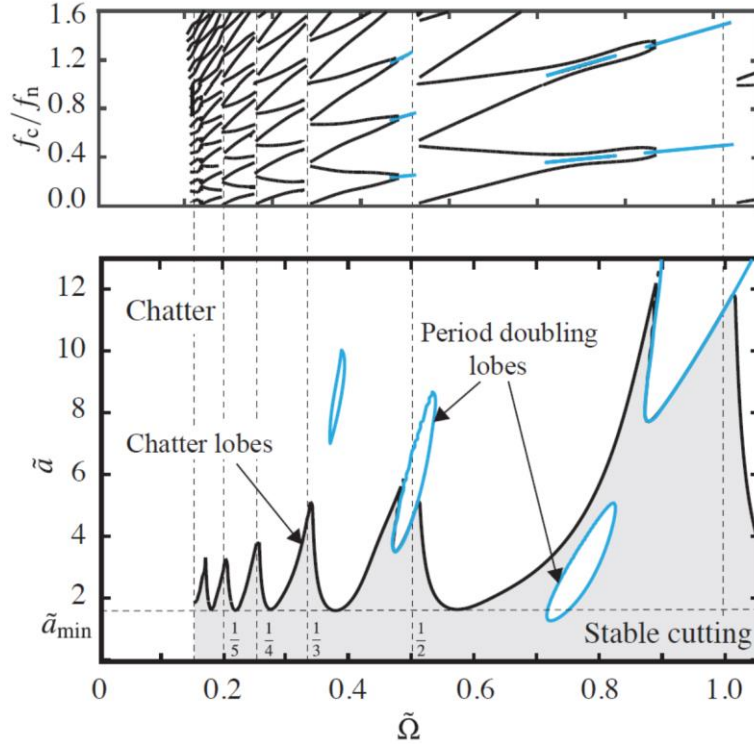 1.6
1.2
0.8
0.4
0.0
f_c/f_n
12
10
8
6
4
2
ã
ã_min
Chatter
Period doubling
lobes
Chatter lobes
Stable cutting
1/5
1/4
1/3
1/2
0
0.2
0.4
0.6
0.8
1.0
Ω̃